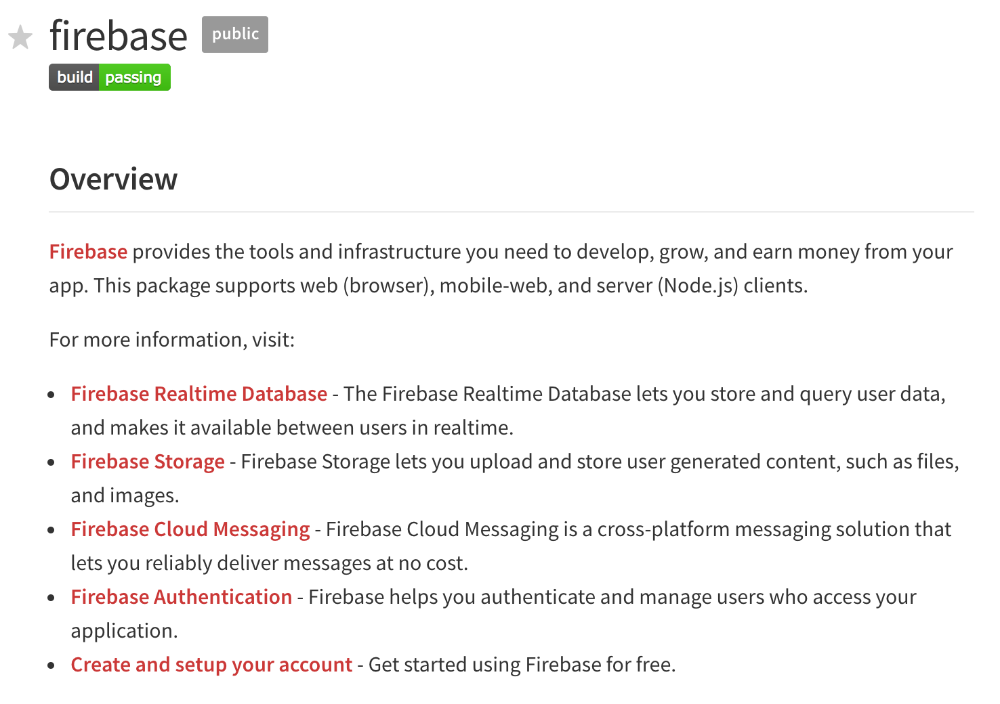 firebase public
build passing
Overview
Firebase provides the tools and infrastructure you need to develop, grow, and earn money from your
app. This package supports web (browser), mobile-web, and server (Node.js) clients.
For more information, visit:
• Firebase Realtime Database - The Firebase Realtime Database lets you store and query user data,
and makes it available between users in realtime.
• Firebase Storage - Firebase Storage lets you upload and store user generated content, such as files,
and images.
• Firebase Cloud Messaging - Firebase Cloud Messaging is a cross-platform messaging solution that
lets you reliably deliver messages at no cost.
• Firebase Authentication - Firebase helps you authenticate and manage users who access your
application.
• Create and setup your account - Get started using Firebase for free.